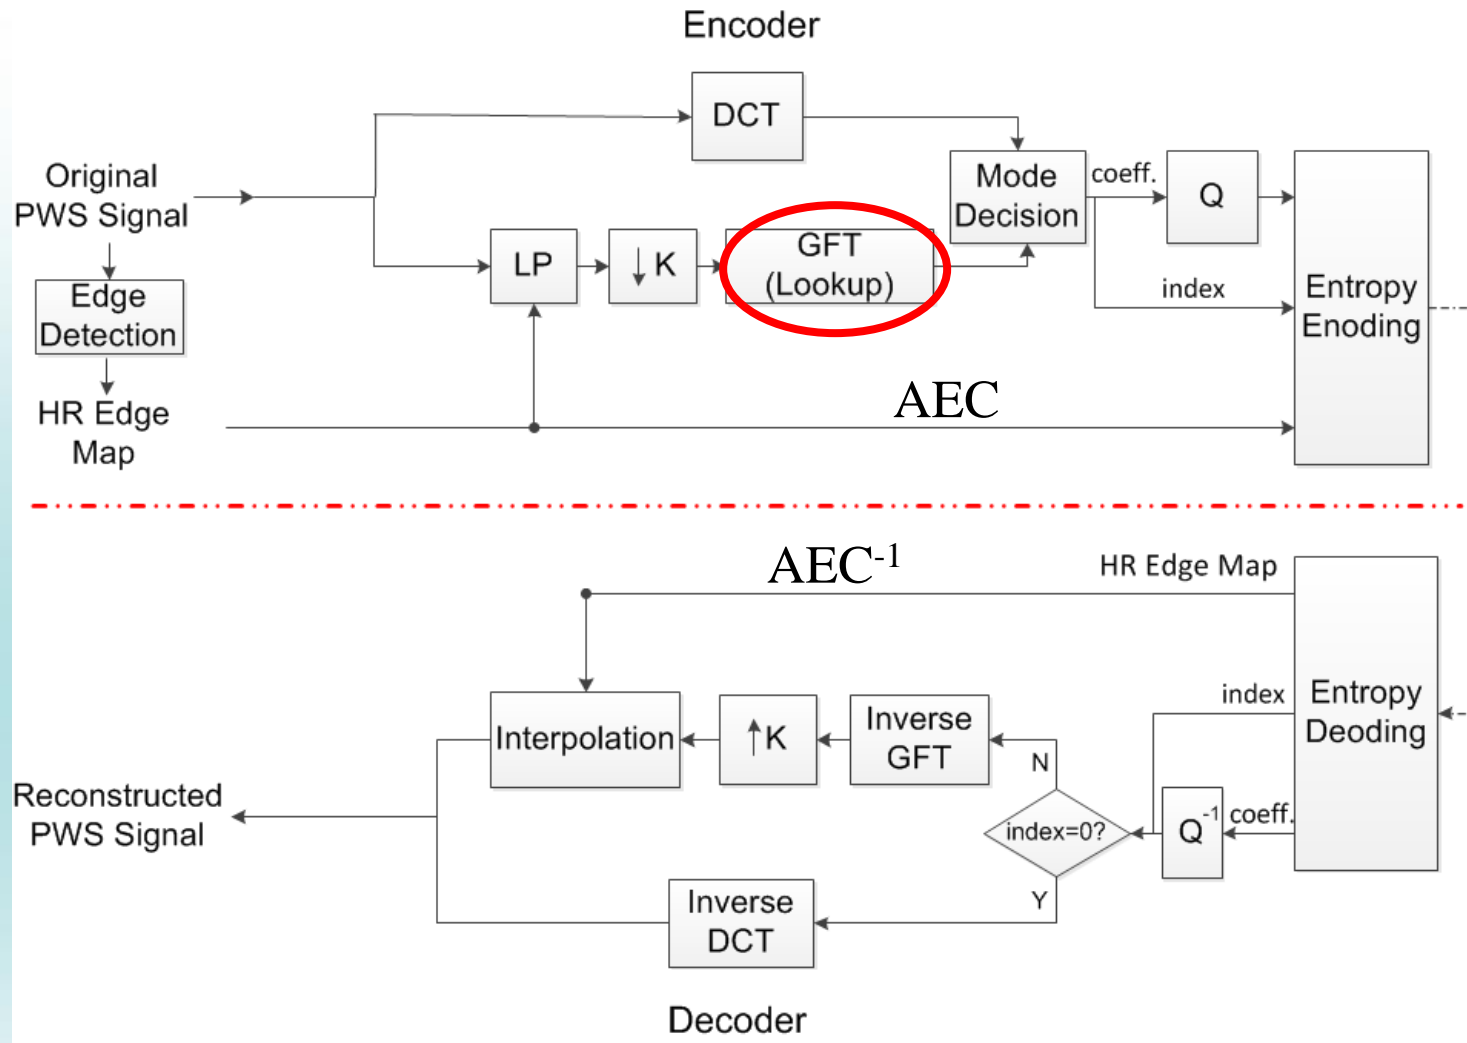 Encoder
DCT
Original
PWS Signal
Mode
Decision
coeff.
Q
LP
↓ K
GFT
(Lookup)
index
Entropy
Enoding
Edge
Detection
HR Edge
Map
AEC
AEC-1
HR Edge Map
index
Entropy
Deoding
Interpolation
↑K
Inverse
GFT
N
Reconstructed
PWS Signal
index=0?
Q-1
coeff.
Y
Inverse
DCT
Decoder